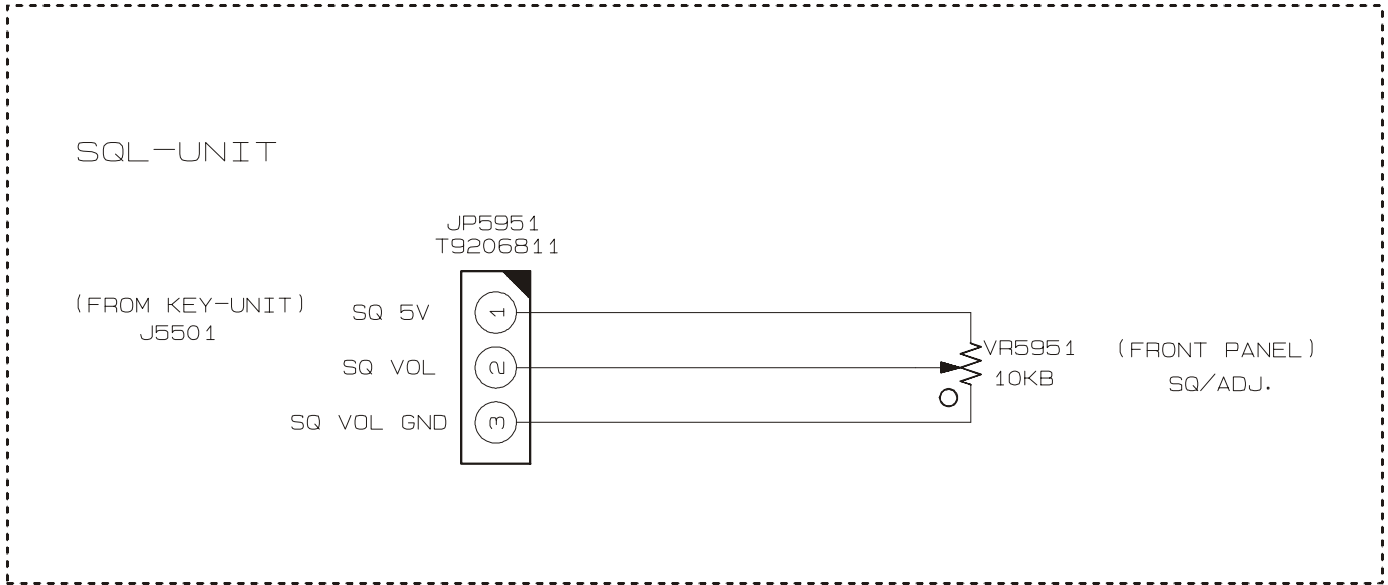 SQL-UNIT
JP5951
T9206811
(FROM KEY-UNIT)
J5501
SQ 5V
1
SQ VOL
2
SQ VOL GND
3
VR5951
10KB
(FRONT PANEL)
SQ/ADJ.